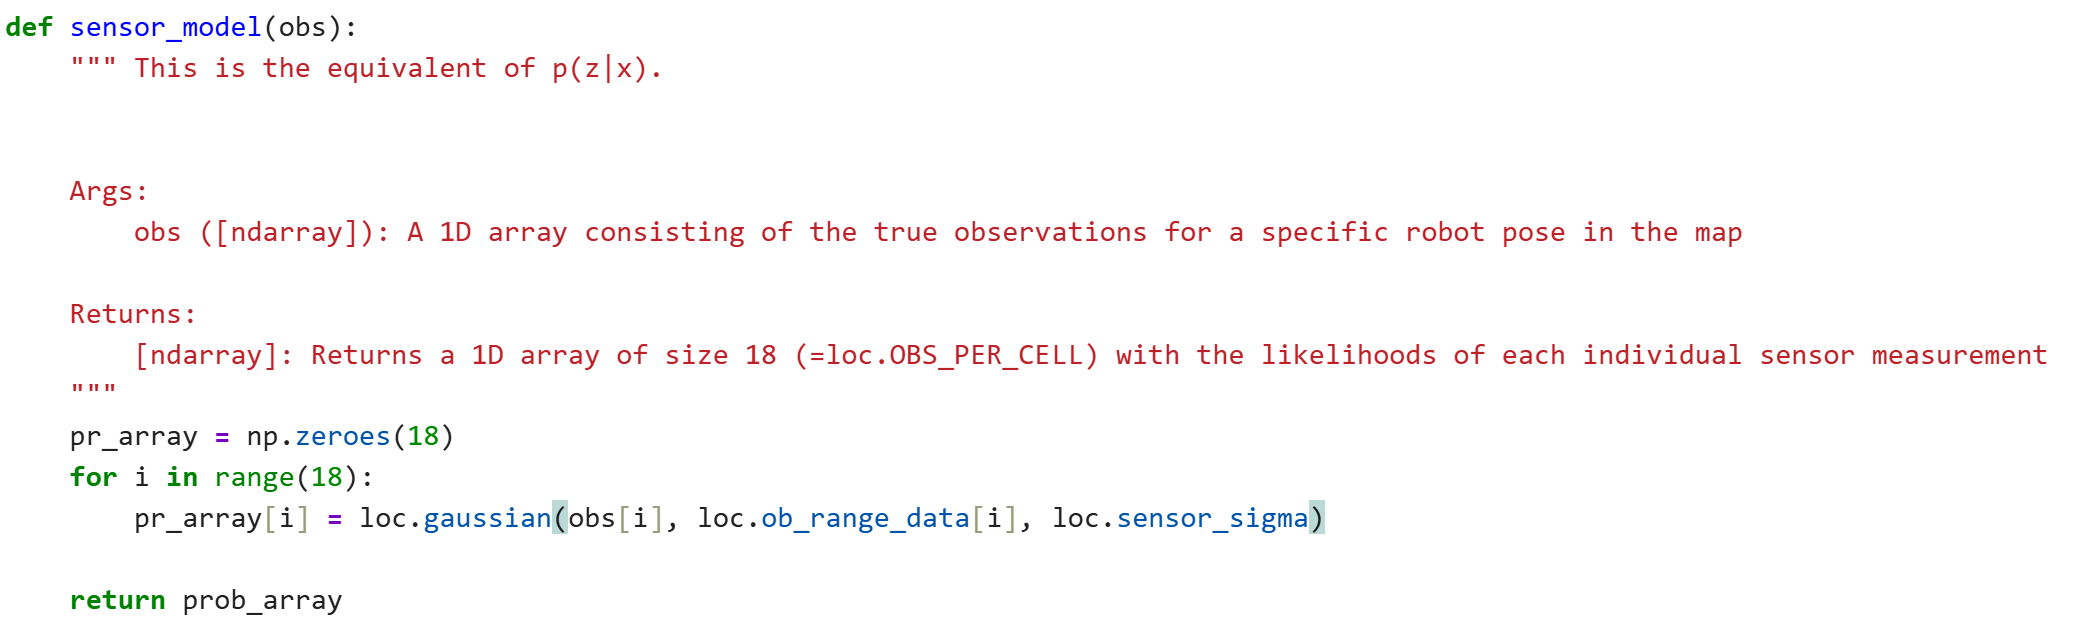 def sensor_model(obs):
    """ This is the equivalent of p(z|x).
    Args:
        obs ([ndarray]): A 1D array consisting of the true observations for a specific robot pose in the map
    Returns:
        [ndarray]: Returns a 1D array of size 18 (=loc.OBS_PER_CELL) with the likelihoods of each individual sensor measurement
    """
    pr_array = np.zeroes(18)
    for i in range(18):
        pr_array[i] = loc.gaussian(obs[i], loc.ob_range_data[i], loc.sensor_sigma)
    return prob_array